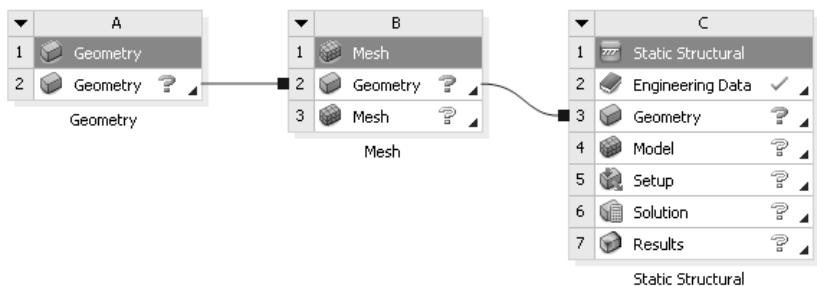 A
1 Geometry
2 Geometry ?
Geometry
B
1 Mesh
2 Geometry ?
3 Mesh ?
Mesh
C
1 Static Structural
2 Engineering Data
3 Geometry ?
4 Model ?
5 Setup ?
6 Solution ?
7 Results ?
Static Structural